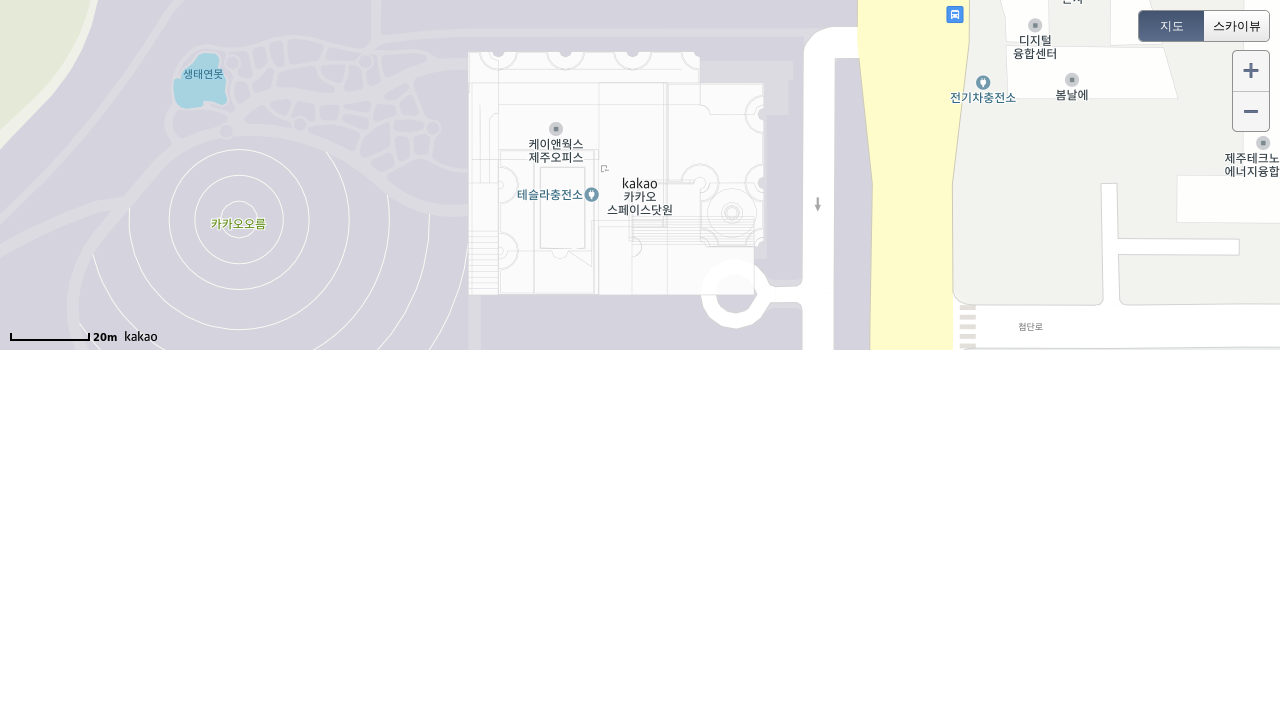 지도
스카이뷰
디지털
융합센터
생태연못
전기차충전소
봄날에
케이앤웍스
제주오피스
제주테크노
에너지융합
테슬라충전소
kakao
카카오
스페이스닷원
카카오오름
첨단로
20m
kakao